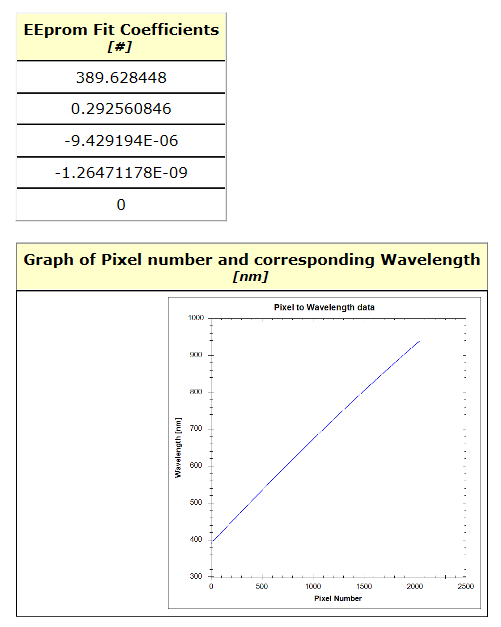 EEprom Fit Coefficients
[#]
389.628448
0.292560846
-9.429194E-06
-1.26471178E-09
0
Graph of Pixel number and corresponding Wavelength
[nm]
Pixel to Wavelength data
1000
900
800
700
600
500
400
300
Wavelength [nm]
0 500 1000 1500 2000 2500
Pixel Number